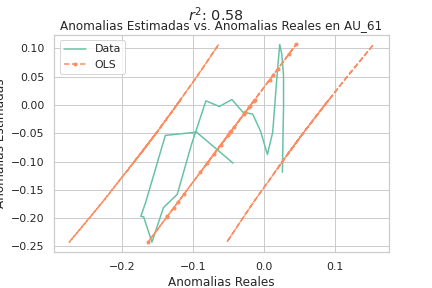 r²: 0.58
Anomalias Estimadas vs. Anomalias Reales en AU_61
Data
OLS
0.10
0.05
0.00
−0.05
−0.10
−0.15
−0.20
−0.25
−0.2
−0.1
0.0
0.1
Anomalias Reales